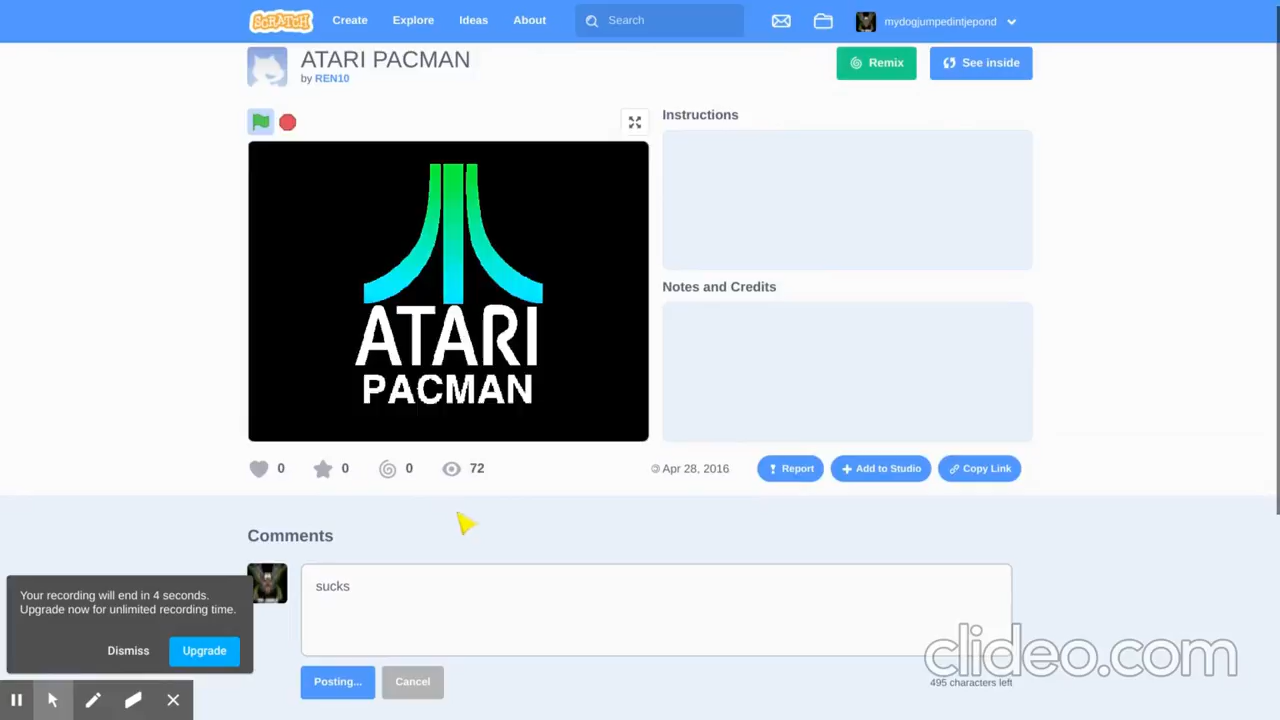 SCRATCH Create Explore Ideas About Search mydogjumpedintjepond
ATARI PACMAN
by REN10
Remix See inside
Instructions
ATARI
PACMAN
Notes and Credits
0 0 0 72 Apr 28, 2016 Report Add to Studio Copy Link
Comments
sucks
Your recording will end in 4 seconds.
Upgrade now for unlimited recording time.
Dismiss Upgrade
Posting... Cancel
495 characters left
clideo.com